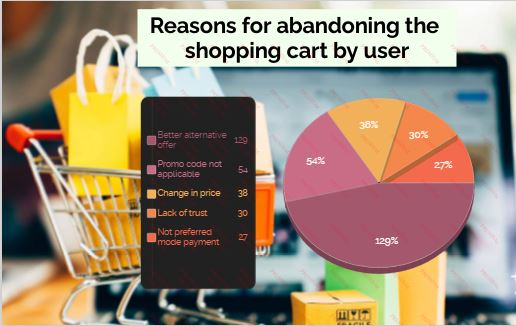 Reasons for abandoning the
shopping cart by user
Better alternative
offer
129
Promo code not
applicable
54
Change in price 38
Lack of trust 30
Not preferred
mode payment
27
38%
30%
54%
27%
129%
FRAGILE